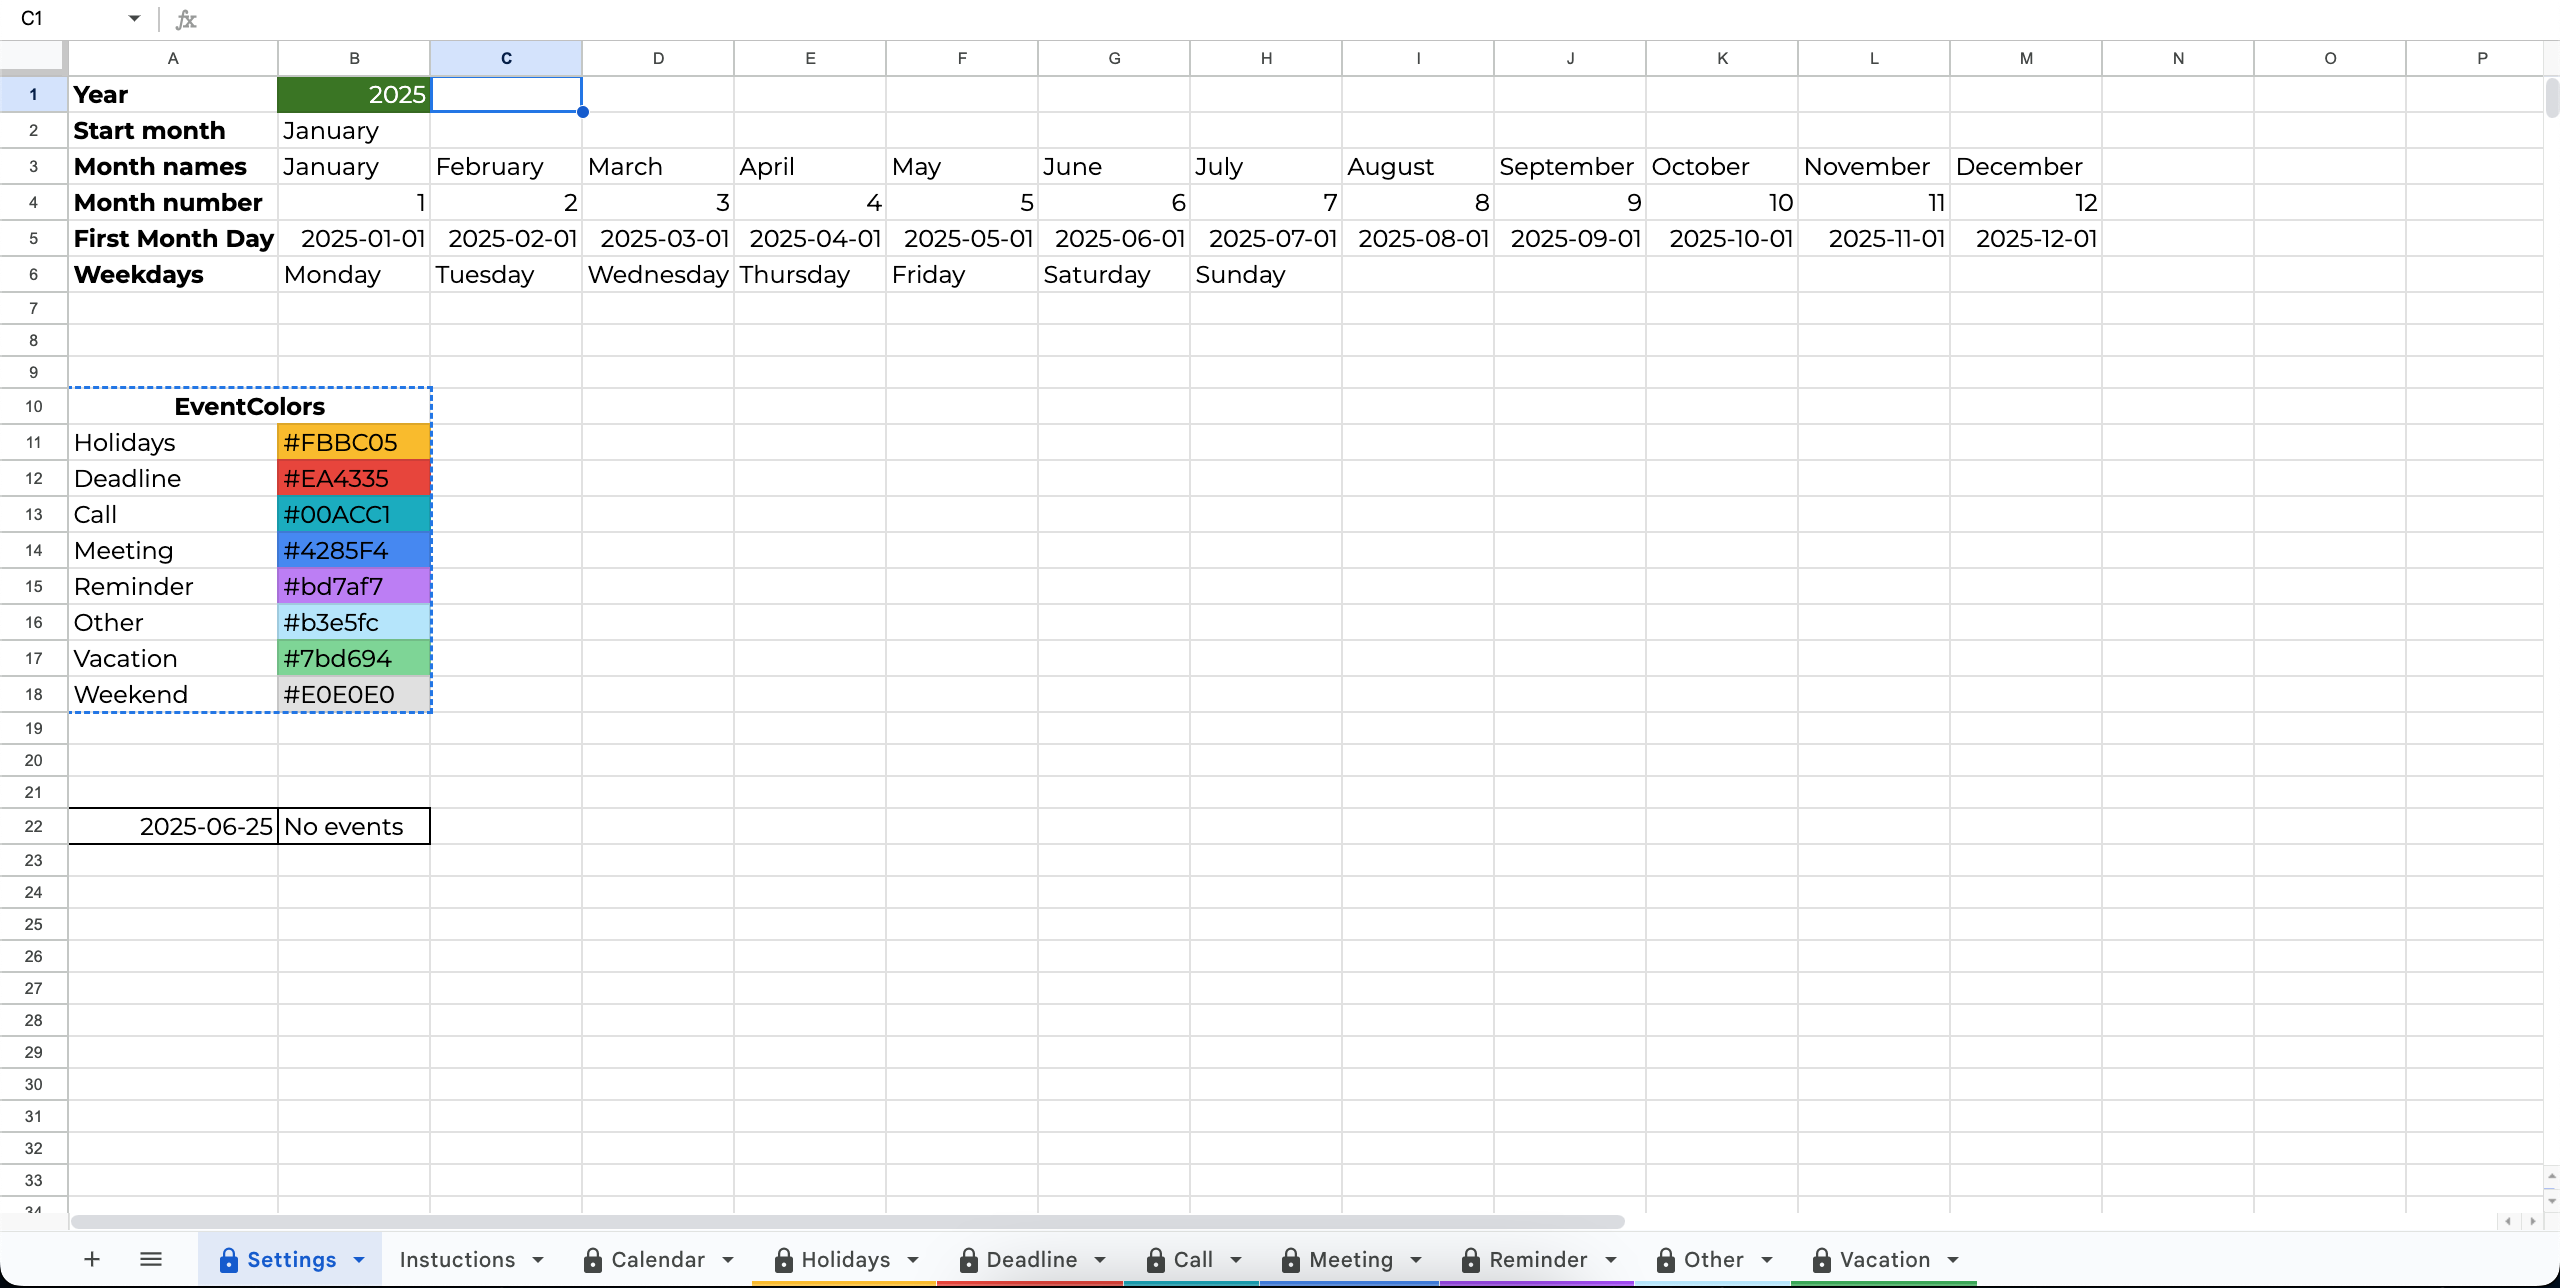 C1 fx
A B C D E F G H I J K L M N O P
1 Year 2025
2 Start month January
3 Month names January February March April May June July August September October November December
4 Month number 1 2 3 4 5 6 7 8 9 10 11 12
5 First Month Day 2025-01-01 2025-02-01 2025-03-01 2025-04-01 2025-05-01 2025-06-01 2025-07-01 2025-08-01 2025-09-01 2025-10-01 2025-11-01 2025-12-01
6 Weekdays Monday Tuesday Wednesday Thursday Friday Saturday Sunday
7
8
9
10 EventColors
11 Holidays #FBBC05
12 Deadline #EA4335
13 Call #00ACC1
14 Meeting #4285F4
15 Reminder #bd7af7
16 Other #b3e5fc
17 Vacation #7bd694
18 Weekend #E0E0E0
19
20
21
22 2025-06-25 No events
23
24
25
26
27
28
29
30
31
32
33
34
Settings Instuctions Calendar Holidays Deadline Call Meeting Reminder Other Vacation